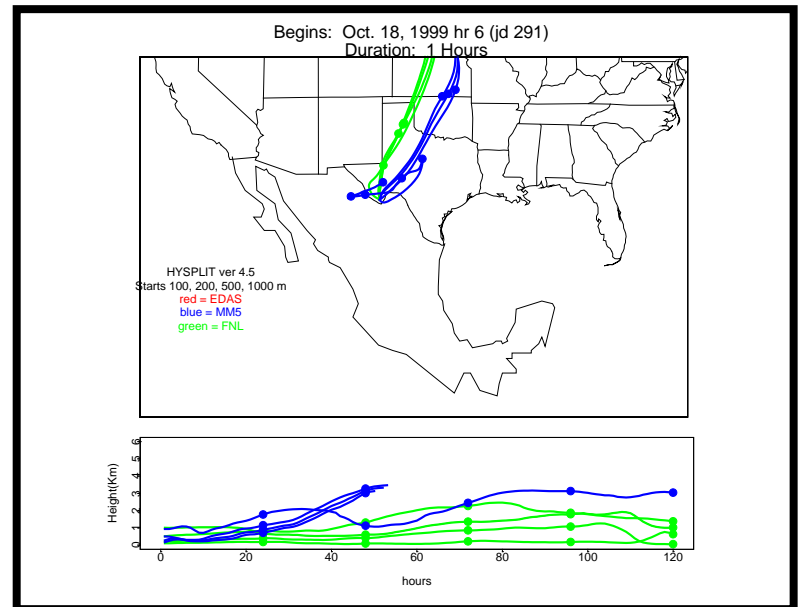 Begins: Oct. 18, 1999 hr 6 (jd 291)
Duration: 1 Hours
HYSPLIT ver 4.5
Starts 100, 200, 500, 1000 m
red = EDAS
blue = MM5
green = FNL
Height(Km)
6
5
4
3
2
1
0
0 20 40 60 80 100 120
hours